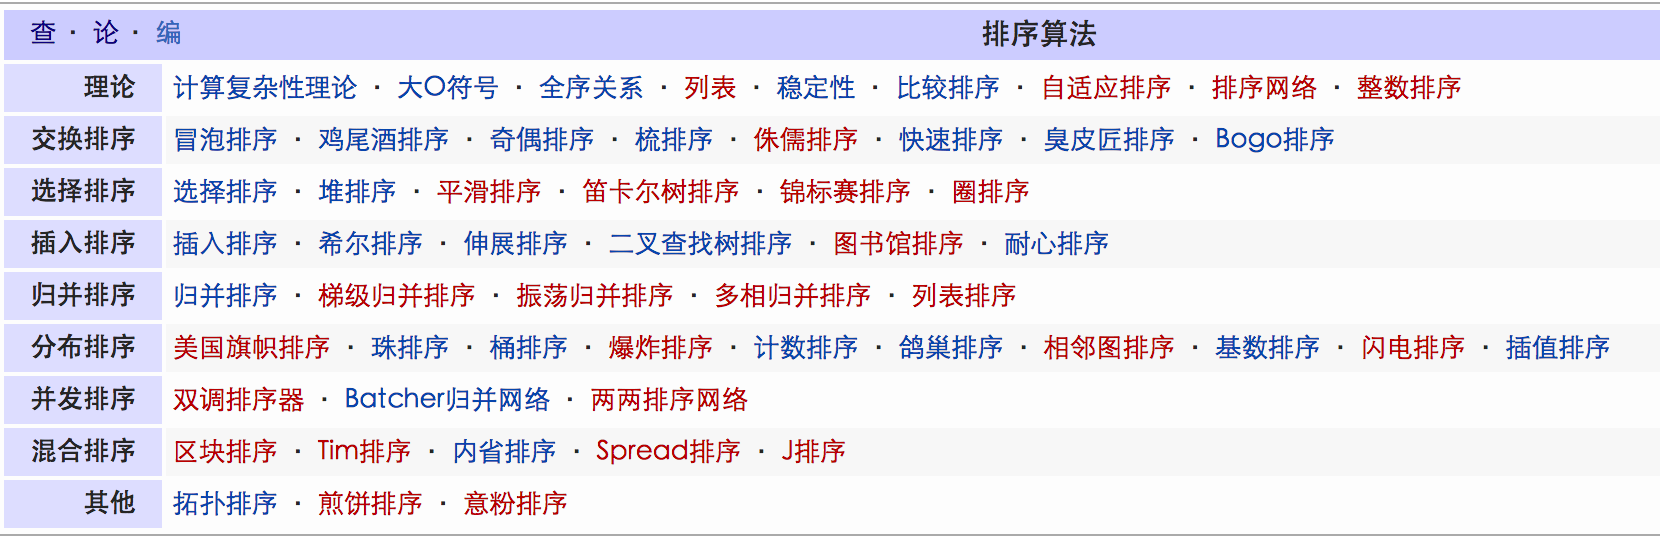 查 · 论 · 编 排序算法
理论 计算复杂性理论 · 大O符号 · 全序关系 · 列表 · 稳定性 · 比较排序 · 自适应排序 · 排序网络 · 整数排序
交换排序 冒泡排序 · 鸡尾酒排序 · 奇偶排序 · 梳排序 · 侏儒排序 · 快速排序 · 臭皮匠排序 · Bogo排序
选择排序 选择排序 · 堆排序 · 平滑排序 · 笛卡尔树排序 · 锦标赛排序 · 圈排序
插入排序 插入排序 · 希尔排序 · 伸展排序 · 二叉查找树排序 · 图书馆排序 · 耐心排序
归并排序 归并排序 · 梯级归并排序 · 振荡归并排序 · 多相归并排序 · 列表排序
分布排序 美国旗帜排序 · 珠排序 · 桶排序 · 爆炸排序 · 计数排序 · 鸽巢排序 · 相邻图排序 · 基数排序 · 闪电排序 · 插值排序
并发排序 双调排序器 · Batcher归并网络 · 两两排序网络
混合排序 区块排序 · Tim排序 · 内省排序 · Spread排序 · J排序
其他 拓扑排序 · 煎饼排序 · 意粉排序